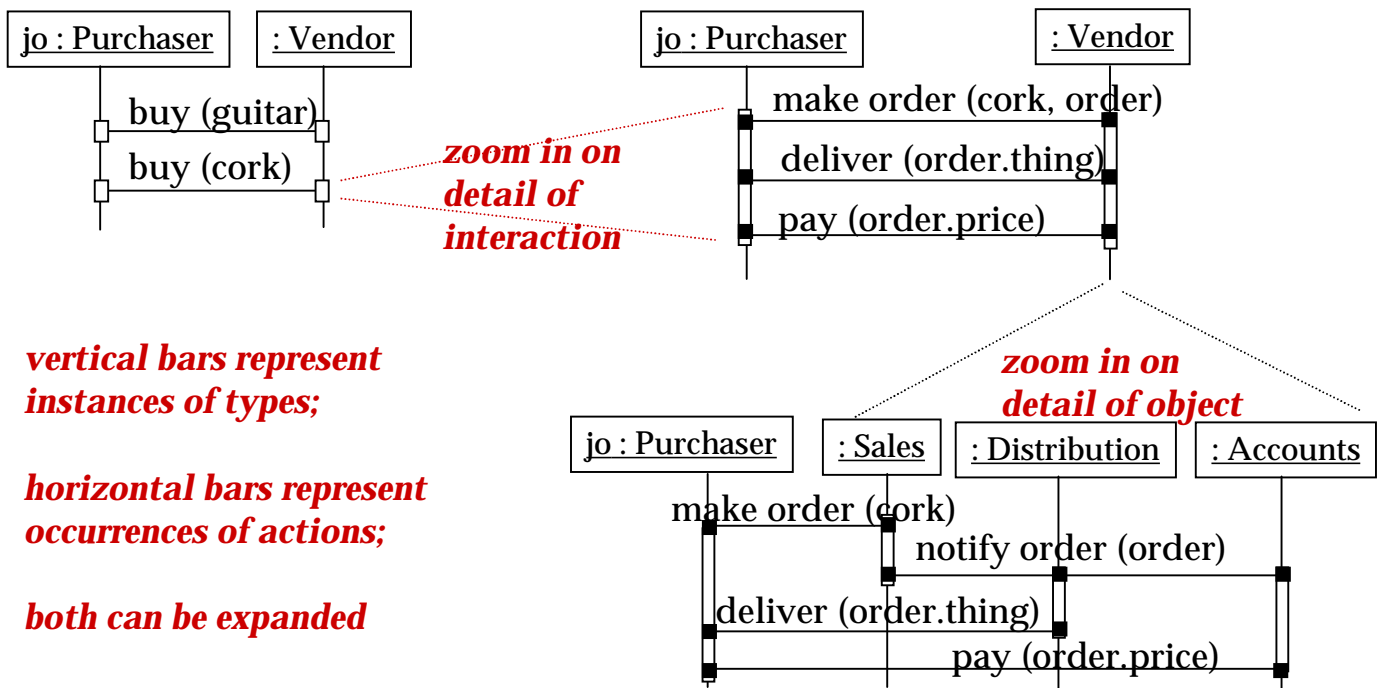 jo : Purchaser
: Vendor
buy (guitar)
buy (cork)
zoom in on
detail of
interaction
jo : Purchaser
: Vendor
make order (cork, order)
deliver (order.thing)
pay (order.price)
vertical bars represent
instances of types;
horizontal bars represent
occurrences of actions;
both can be expanded
zoom in on
detail of object
jo : Purchaser
: Sales
: Distribution
: Accounts
make order (cork)
notify order (order)
deliver (order.thing)
pay (order.price)